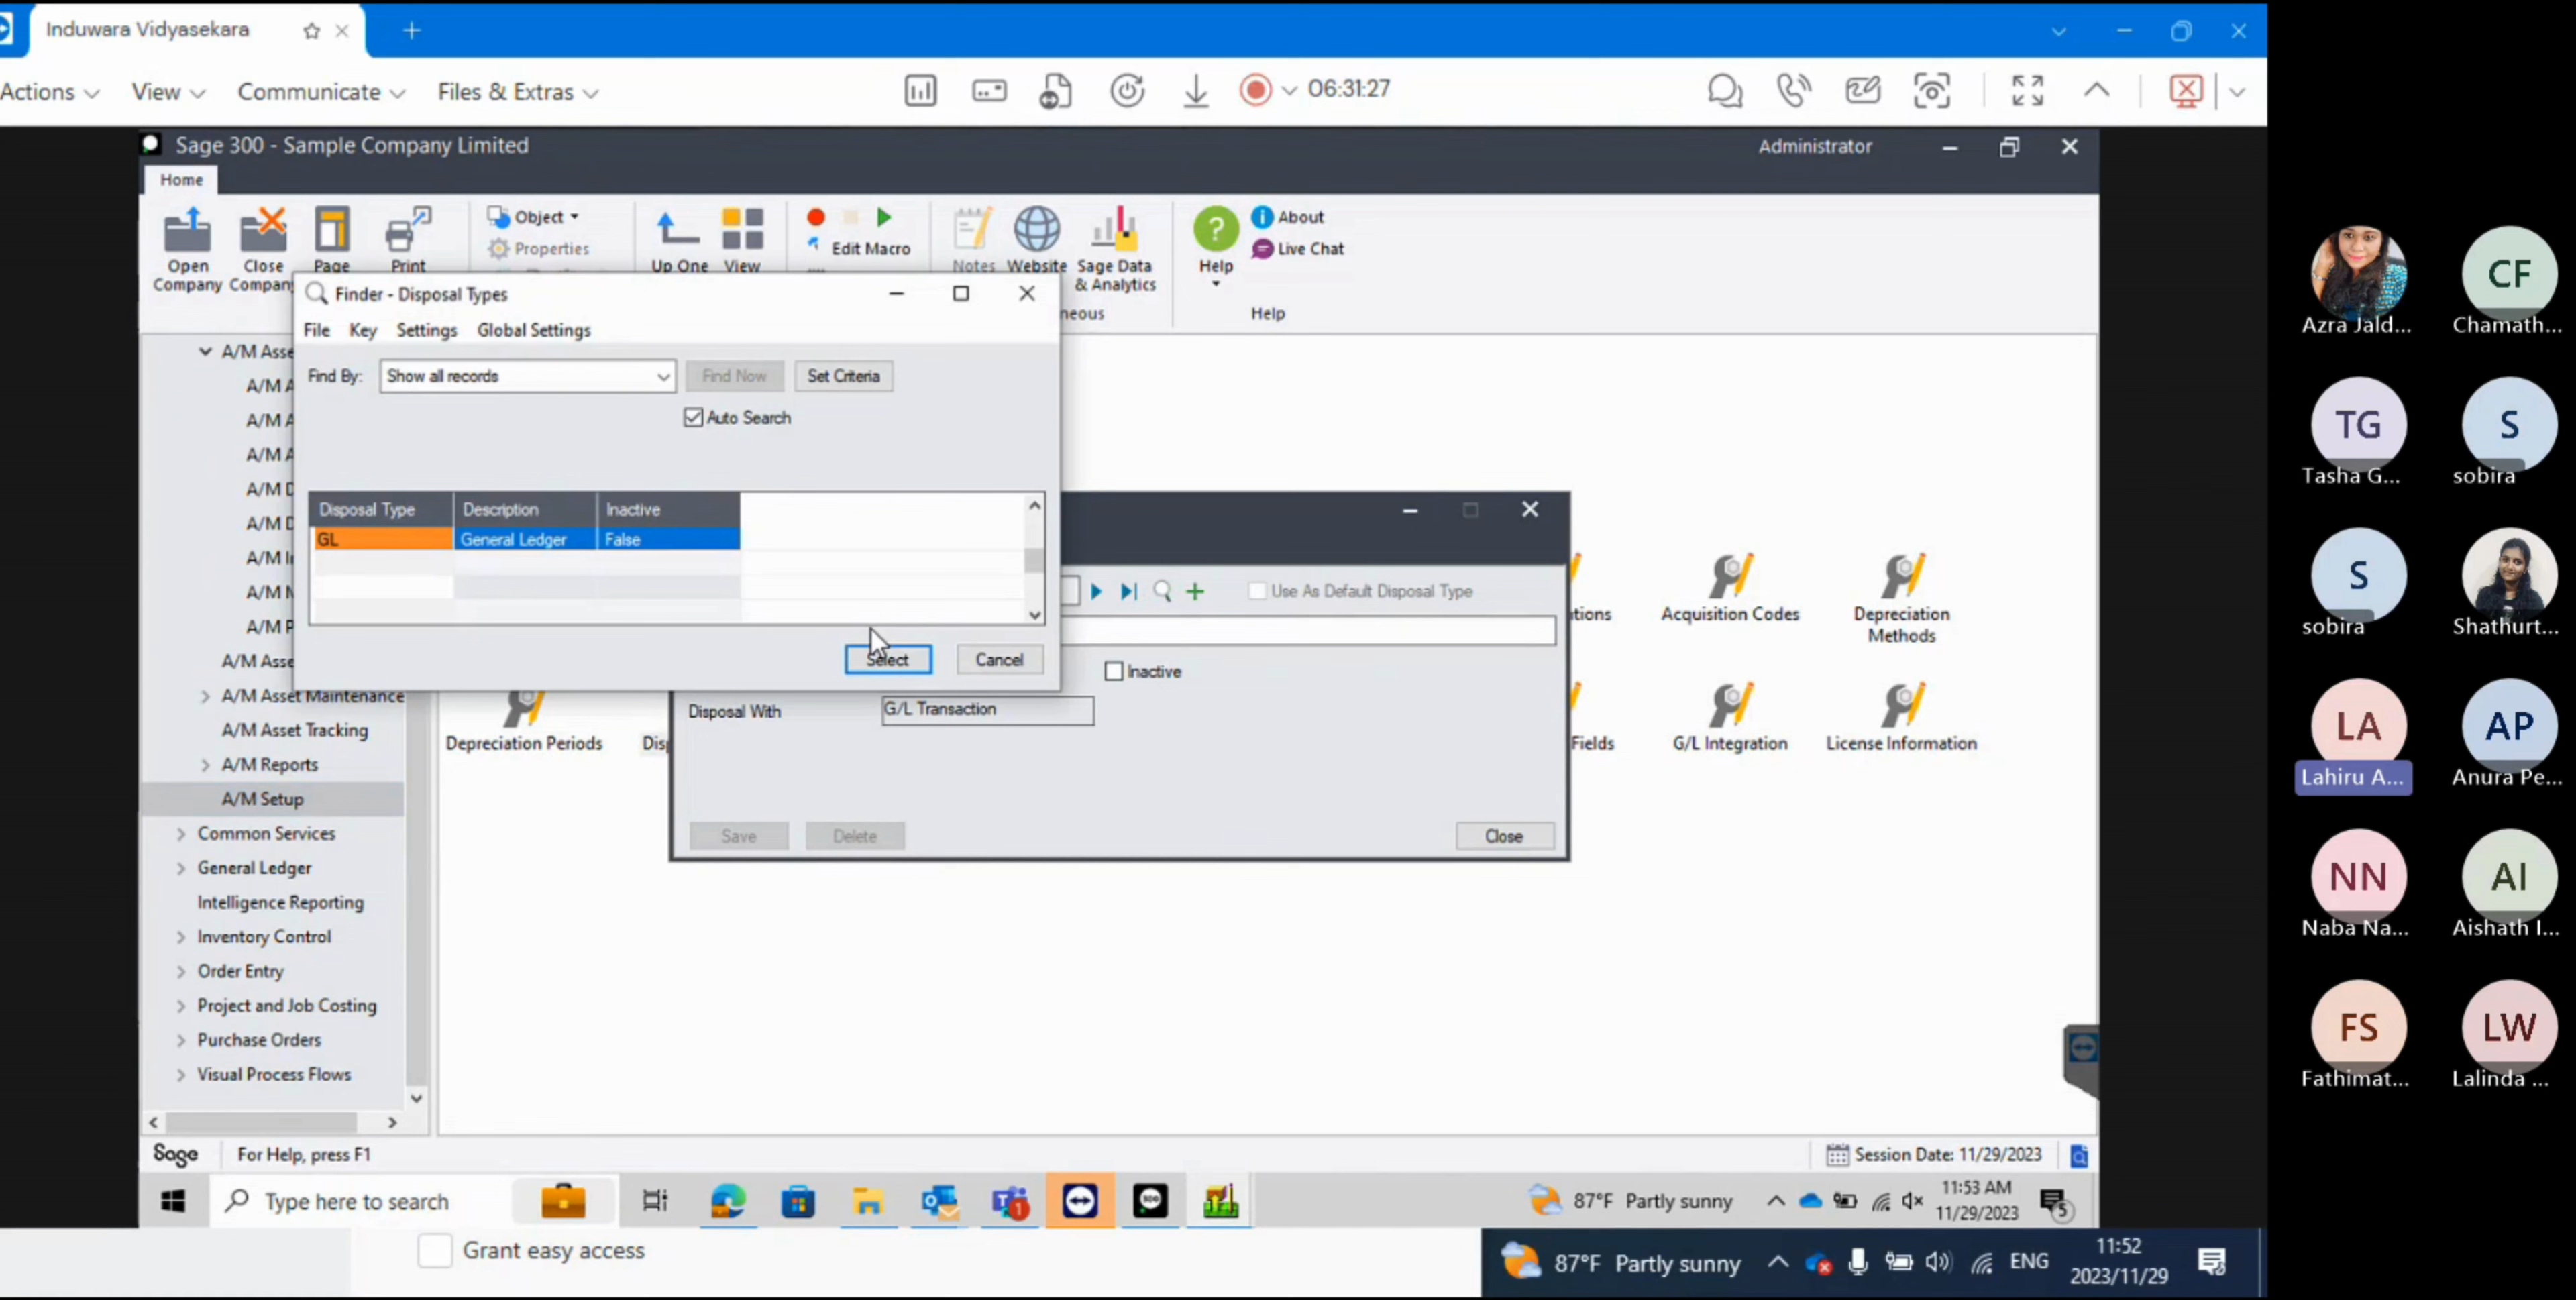 Induwara Vidyasekara
Actions
View
Communicate
Files & Extras
06:31:27
Sage 300 - Sample Company Limited
Administrator
Home
Open Company
Close
Page
Print
Object
Properties
Up One
View
Edit Macro
Notes
Website
Sage Data & Analytics
Help
About
Live Chat
Help
Finder - Disposal Types
File
Key
Settings
Global Settings
Find By:
Show all records
Find Now
Set Criteria
Auto Search
Disposal Type
Description
Inactive
GL
General Ledger
False
Select
Cancel
Use As Default Disposal Type
Inactive
Disposal With
G/L Transaction
Save
Delete
Close
Acquisition Codes
Depreciation Methods
Depreciation Periods
Fields
G/L Integration
License Information
A/M Asset Maintenance
A/M Asset Tracking
A/M Reports
A/M Setup
Common Services
General Ledger
Intelligence Reporting
Inventory Control
Order Entry
Project and Job Costing
Purchase Orders
Visual Process Flows
Sage
For Help, press F1
Session Date: 11/29/2023
Type here to search
1
300
87°F Partly sunny
11:53 AM
11/29/2023
5
Grant easy access
87°F Partly sunny
ENG
11:52
2023/11/29
Azra Jald...
CF
Chamath...
TG
Tasha G...
S
sobira
S
sobira
Shathurt...
LA
Lahiru A...
AP
Anura Pe...
NN
Naba Na...
AI
Aishath I...
FS
Fathimat...
LW
Lalinda ...